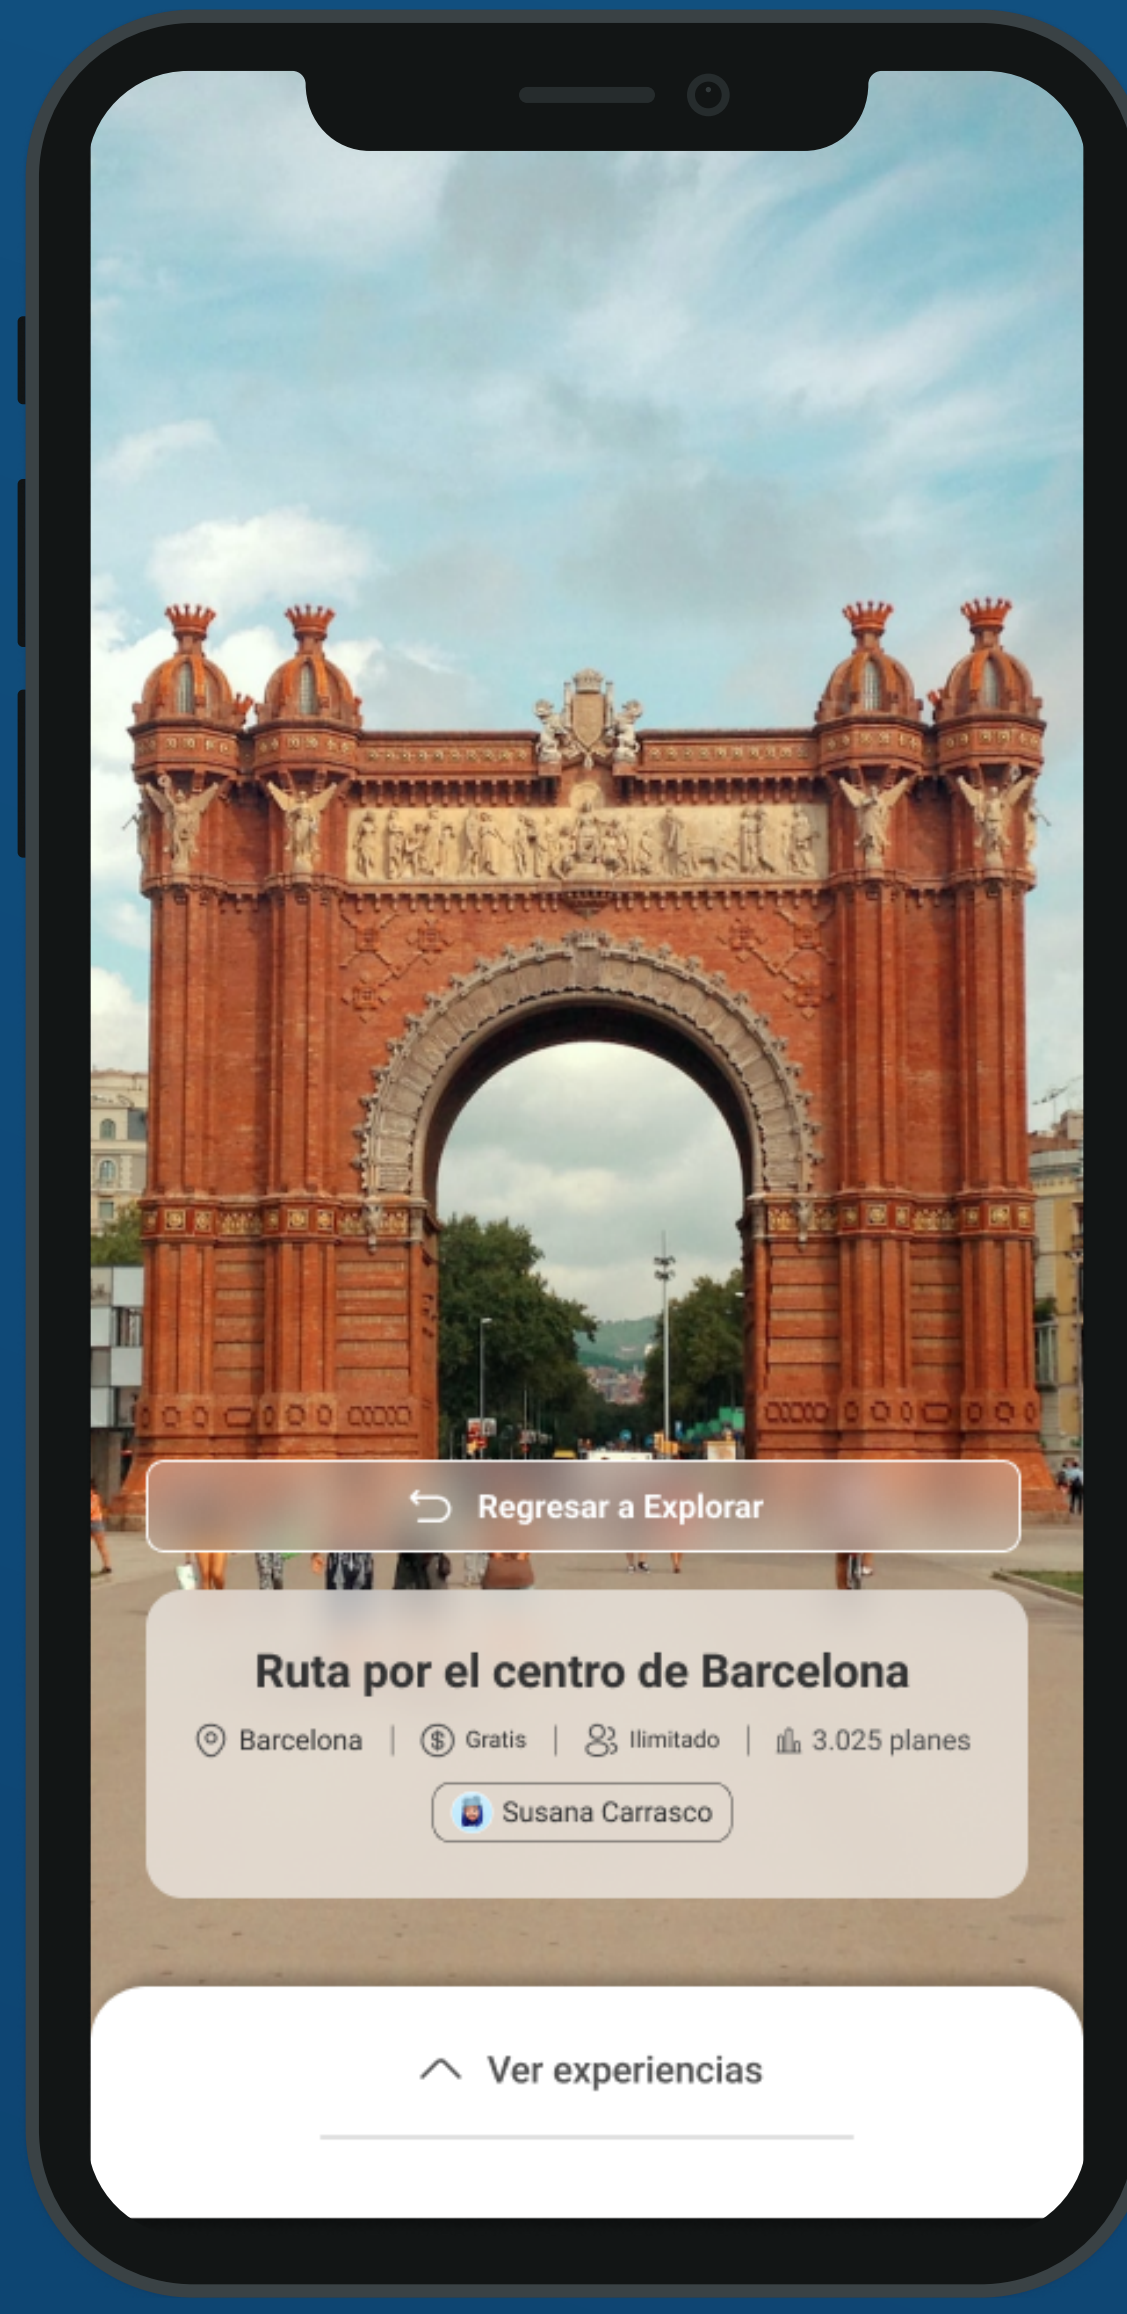 Regresar a Explorar
Ruta por el centro de Barcelona
Barcelona | Gratis | Ilimitado | 3.025 planes
Susana Carrasco
Ver experiencias